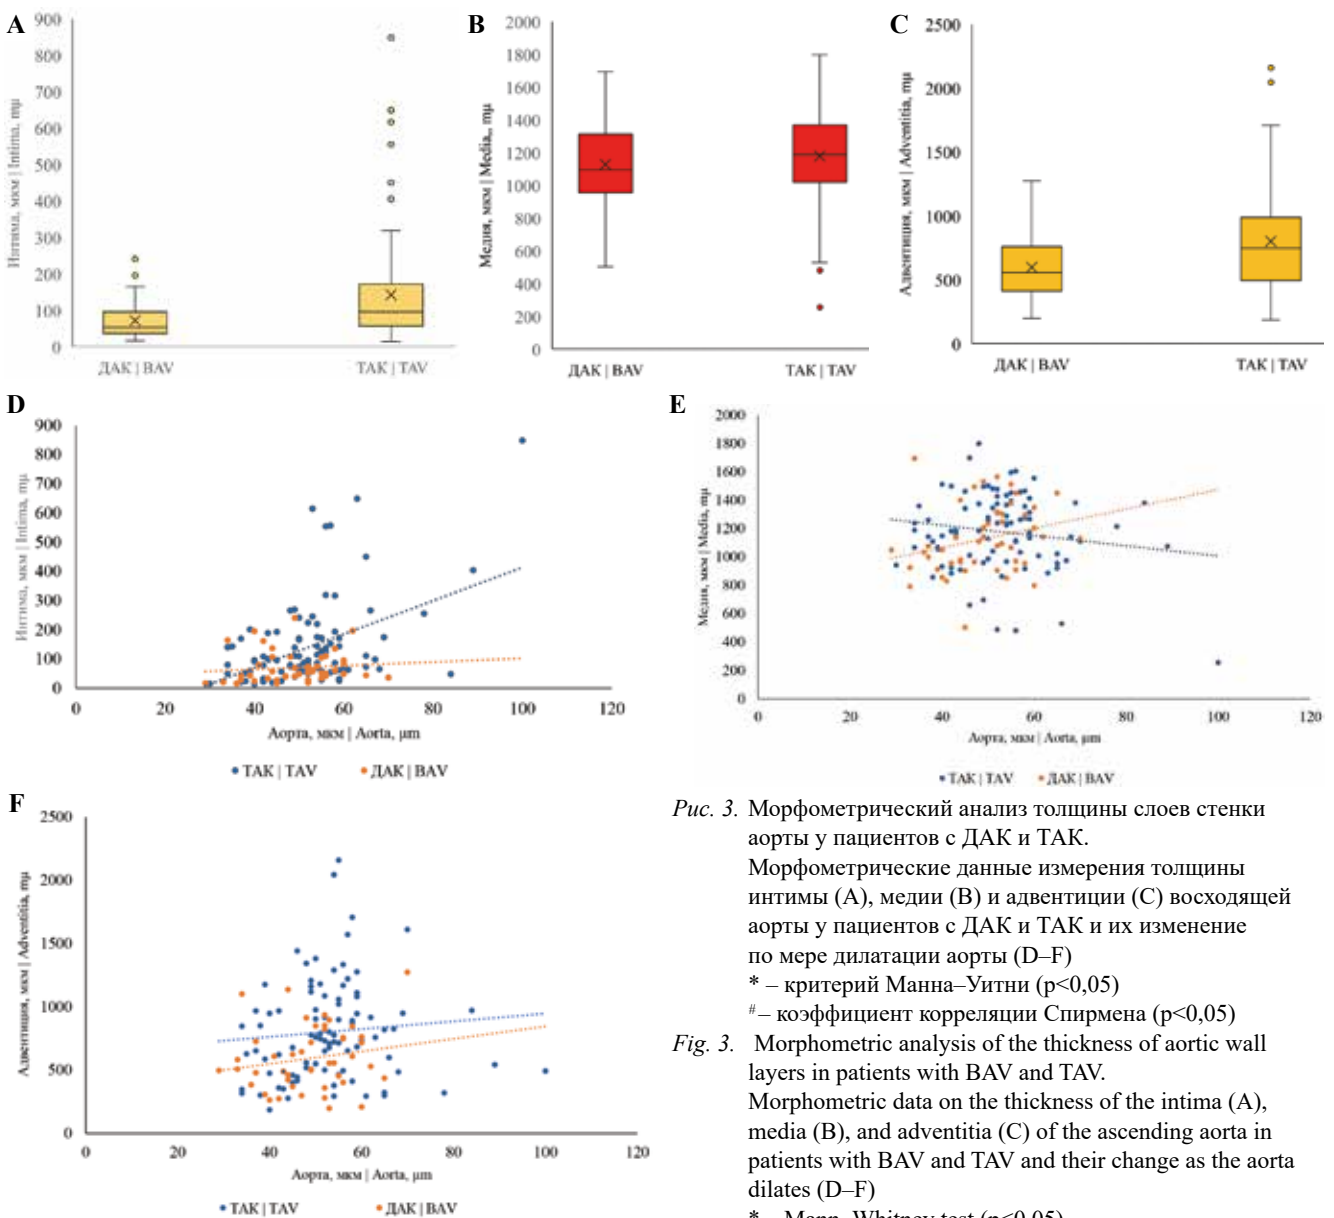 A
900
800
700
600
500
400
300
200
100
0
Интима, мкм | Intima, mμ
ДАК | BAV
ТАК | TAV
B
2000
1800
1600
1400
1200
1000
800
600
400
200
0
Медия, мкм | Media,, mμ
ДАК | BAV
ТАК | TAV
C
2500
2000
1500
1000
500
0
Адвентиция, мкм | Adventitia, mμ
ДАК | BAV
ТАК | TAV
D
900
800
700
600
500
400
300
200
100
0
Интима, мкм | Intima, mμ
0 20 40 60 80 100 120
Аорта, мкм | Aorta, μm
ТАК | TAV ДАК | BAV
E
2000
1800
1600
1400
1200
1000
800
600
400
200
0
Медия, мкм | Media, mμ
0 20 40 60 80 100 120
Аорта, мкм | Aorta, μm
ТАК | TAV ДАК | BAV
F
2500
2000
1500
1000
500
0
Адвентиция, мкм | Adventitia, mμ
0 20 40 60 80 100 120
Аорта, мкм | Aorta, μm
ТАК | TAV ДАК | BAV
Рис. 3. Морфометрический анализ толщины слоев стенки
аорты у пациентов с ДАК и ТАК.
Морфометрические данные измерения толщины
интимы (A), медии (B) и адвентиции (C) восходящей
аорты у пациентов с ДАК и ТАК и их изменение
по мере дилатации аорты (D–F)
* – критерий Манна–Уитни (p<0,05)
# – коэффициент корреляции Спирмена (p<0,05)
Fig. 3. Morphometric analysis of the thickness of aortic wall
layers in patients with BAV and TAV.
Morphometric data on the thickness of the intima (A),
media (B), and adventitia (C) of the ascending aorta in
patients with BAV and TAV and their change as the aorta
dilates (D–F)
* – Mann–Whitney test (p<0.05)